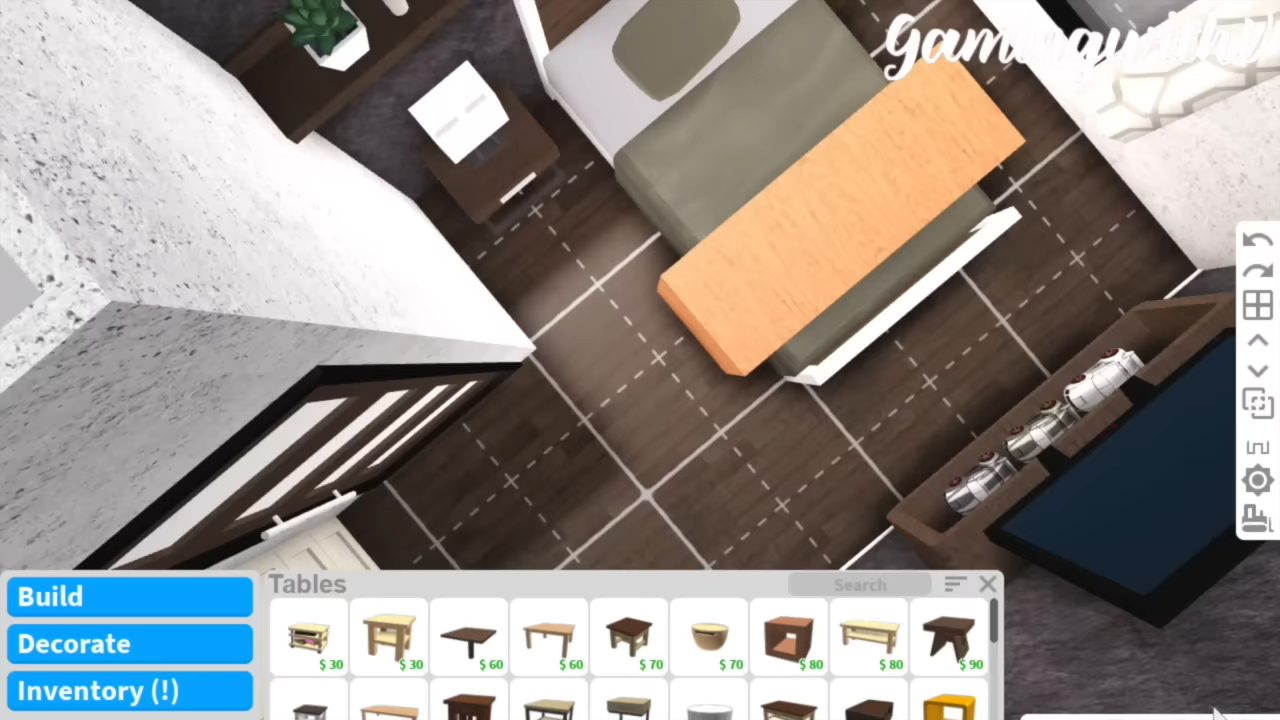 Build
Decorate
Inventory (!)
Tables
Search
$ 30
$ 30
$ 60
$ 60
$ 70
$ 70
$ 80
$ 80
$ 90